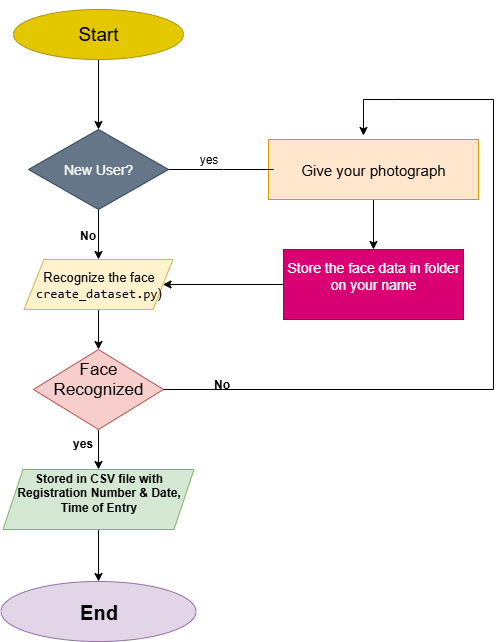 Start
New User?
yes
Give your photograph
No
Recognize the face
create_dataset.py)
Store the face data in folder
on your name
Face
Recognized
No
yes
Stored in CSV file with
Registration Number & Date,
Time of Entry
End